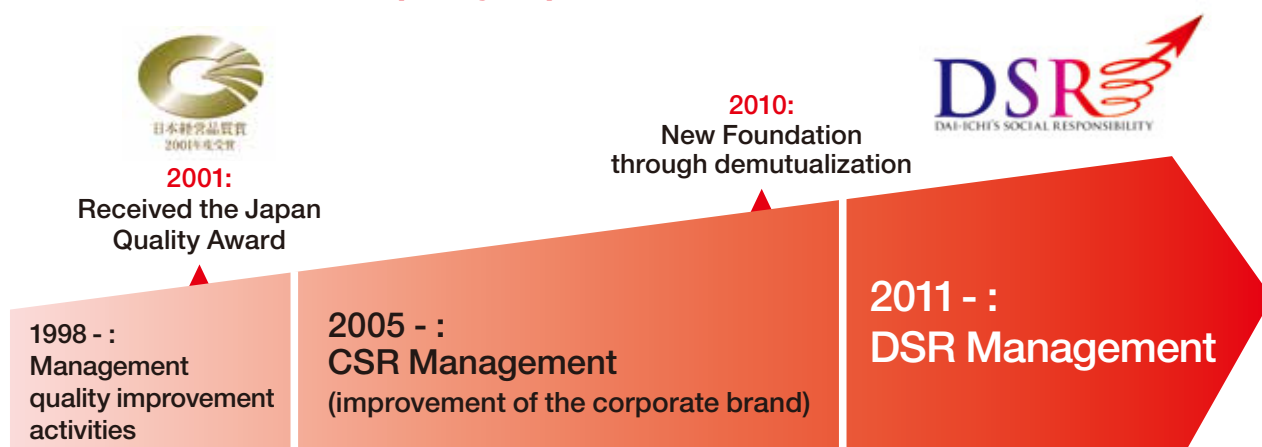 日本経営品質賞
2001年度受賞
2001:
Received the Japan
Quality Award
2010:
New Foundation
through demutualization
DSR
DAI-ICHI'S SOCIAL RESPONSIBILITY
1998 - :
Management
quality improvement
activities
2005 - :
CSR Management
(improvement of the corporate brand)
2011 - :
DSR Management